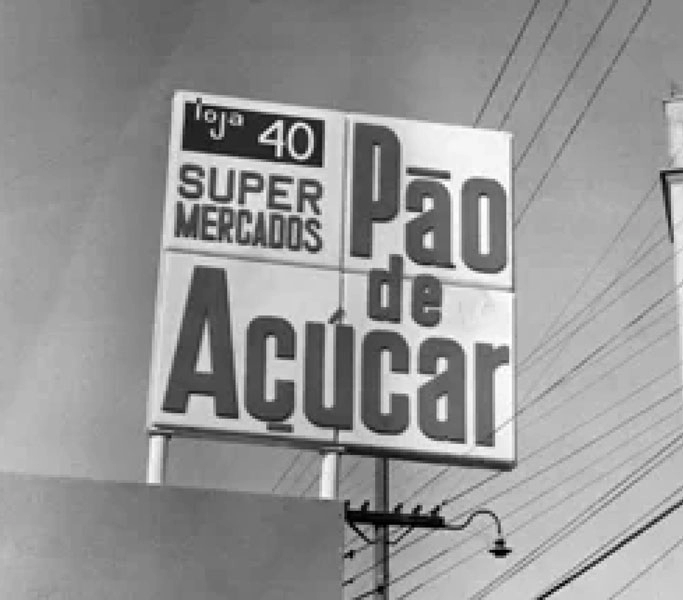 loja 40
SUPER
MERCADOS
Pão
de
Açúcar